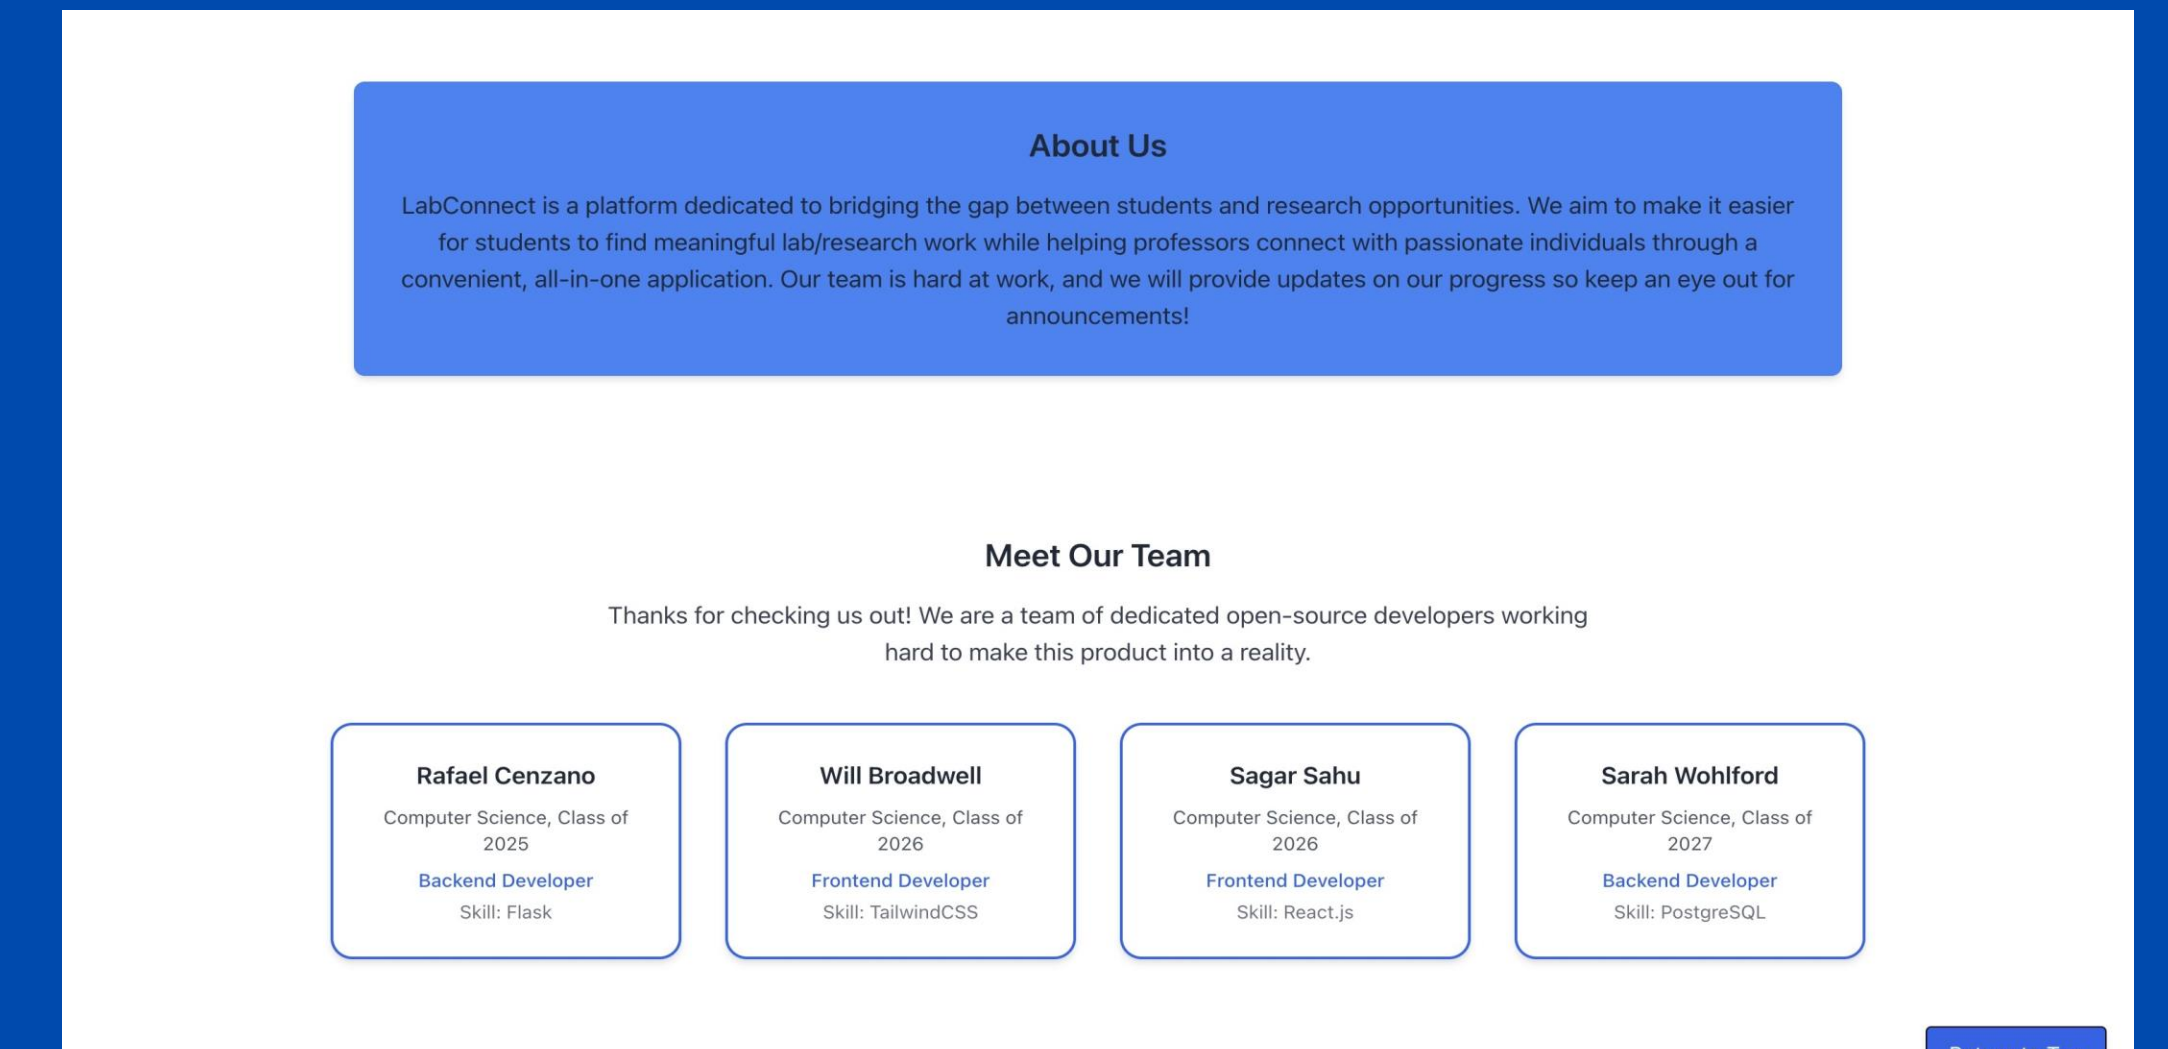 About Us
LabConnect is a platform dedicated to bridging the gap between students and research opportunities. We aim to make it easier
for students to find meaningful lab/research work while helping professors connect with passionate individuals through a
convenient, all-in-one application. Our team is hard at work, and we will provide updates on our progress so keep an eye out for
announcements!
Meet Our Team
Thanks for checking us out! We are a team of dedicated open-source developers working
hard to make this product into a reality.
Rafael Cenzano
Computer Science, Class of
2025
Backend Developer
Skill: Flask
Will Broadwell
Computer Science, Class of
2026
Frontend Developer
Skill: TailwindCSS
Sagar Sahu
Computer Science, Class of
2026
Frontend Developer
Skill: React.js
Sarah Wohlford
Computer Science, Class of
2027
Backend Developer
Skill: PostgreSQL